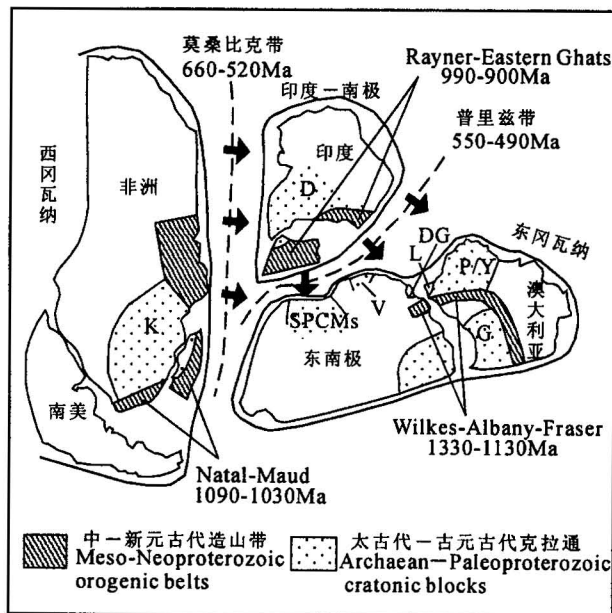 莫桑比克带
660-520Ma
Rayner-Eastern Ghats
990-900Ma
印度－南极
普里兹带
550-490Ma
西冈瓦纳
非洲
印度
D
东冈瓦纳
DG
L
P/Y
K
SPCMs
V
澳大利亚
G
东南极
南美
Wilkes-Albany-Fraser
1330-1130Ma
Natal-Maud
1090-1030Ma
中－新元古代造山带
Meso-Neoproterozoic
orogenic belts
太古代－古元古代克拉通
Archaean－Paleoproterozoic
cratonic blocks